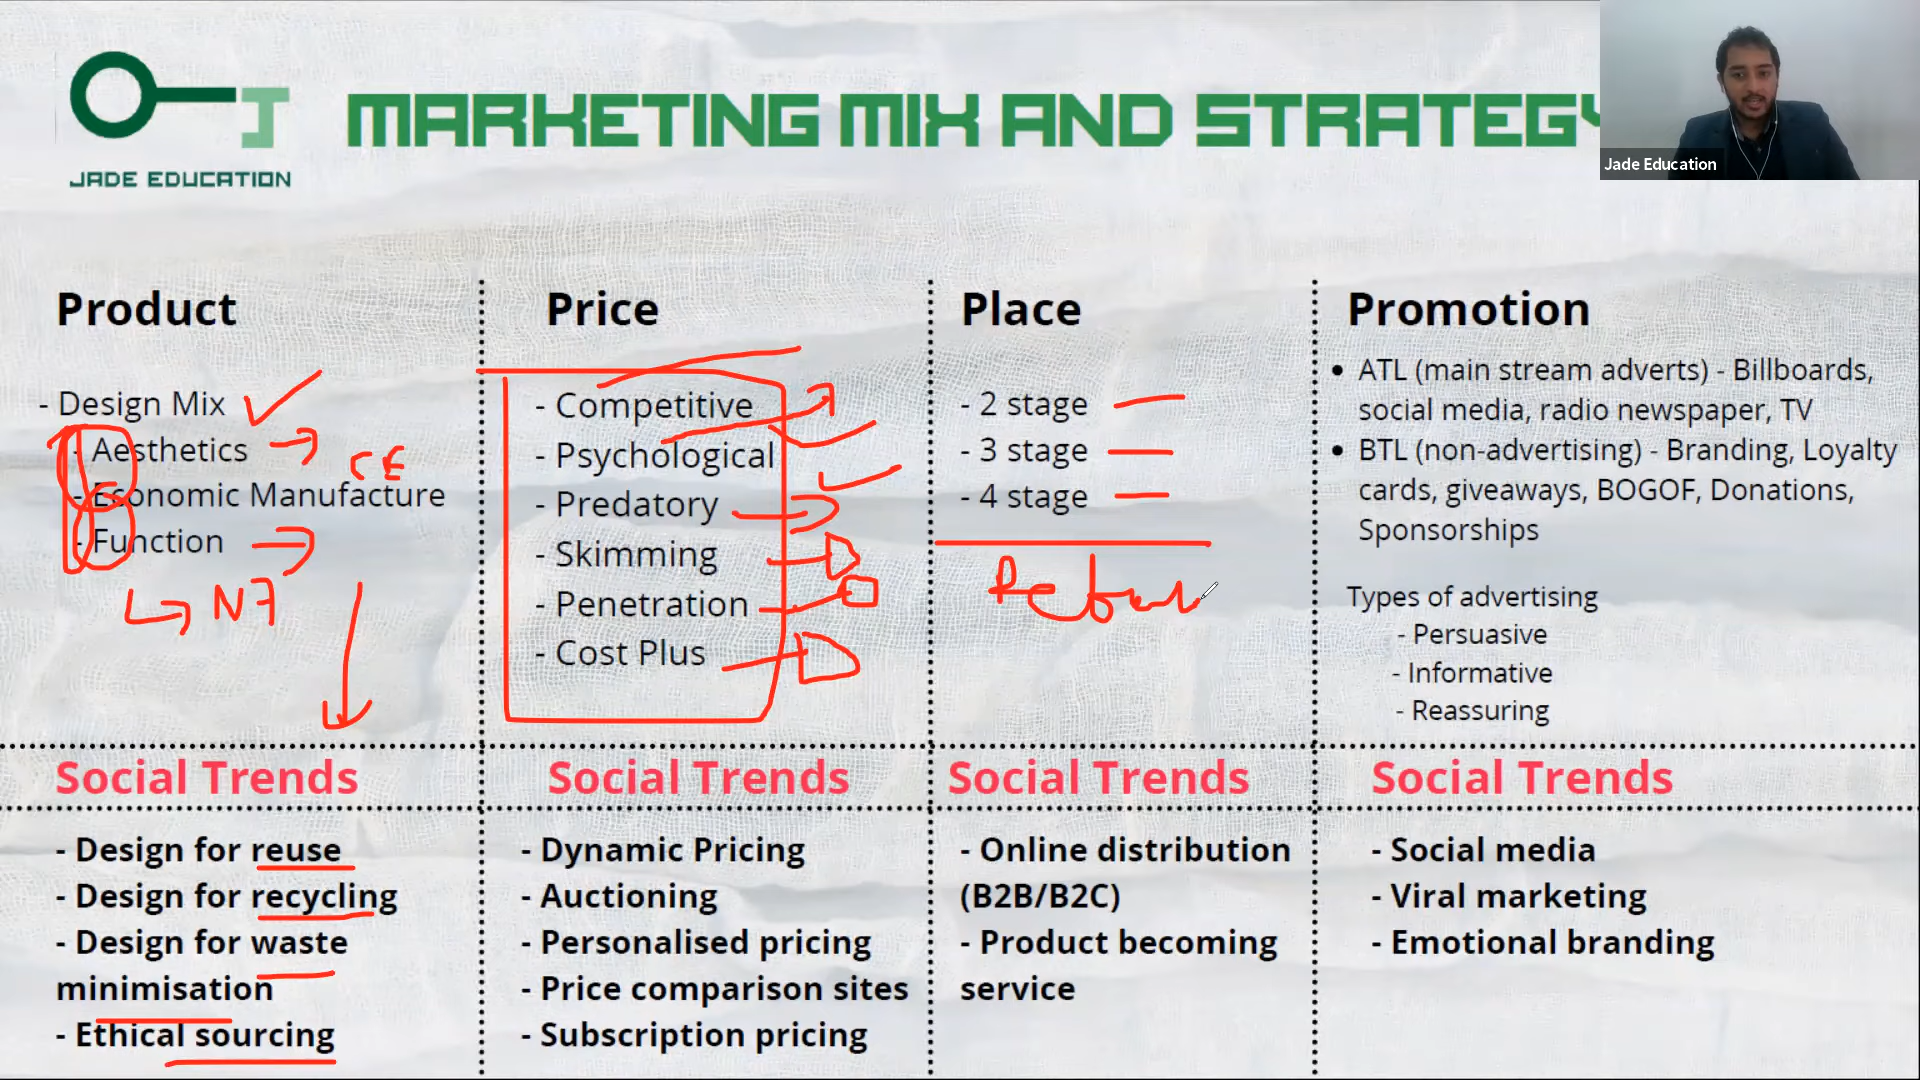 JADE EDUCATION
MARKETING MIX AND STRATEGY
Jade Education
Product
- Design Mix
- Aesthetics
- Economic Manufacture
- Function
CE
N7
Price
- Competitive
- Psychological
- Predatory
- Skimming
- Penetration
- Cost Plus
Place
- 2 stage
- 3 stage
- 4 stage
Promotion
• ATL (main stream adverts) - Billboards,
social media, radio newspaper, TV
• BTL (non-advertising) - Branding, Loyalty
cards, giveaways, BOGOF, Donations,
Sponsorships
Types of advertising
- Persuasive
- Informative
- Reassuring
Social Trends
- Design for reuse
- Design for recycling
- Design for waste
minimisation
- Ethical sourcing
Social Trends
- Dynamic Pricing
- Auctioning
- Personalised pricing
- Price comparison sites
- Subscription pricing
Social Trends
- Online distribution
(B2B/B2C)
- Product becoming
service
Social Trends
- Social media
- Viral marketing
- Emotional branding